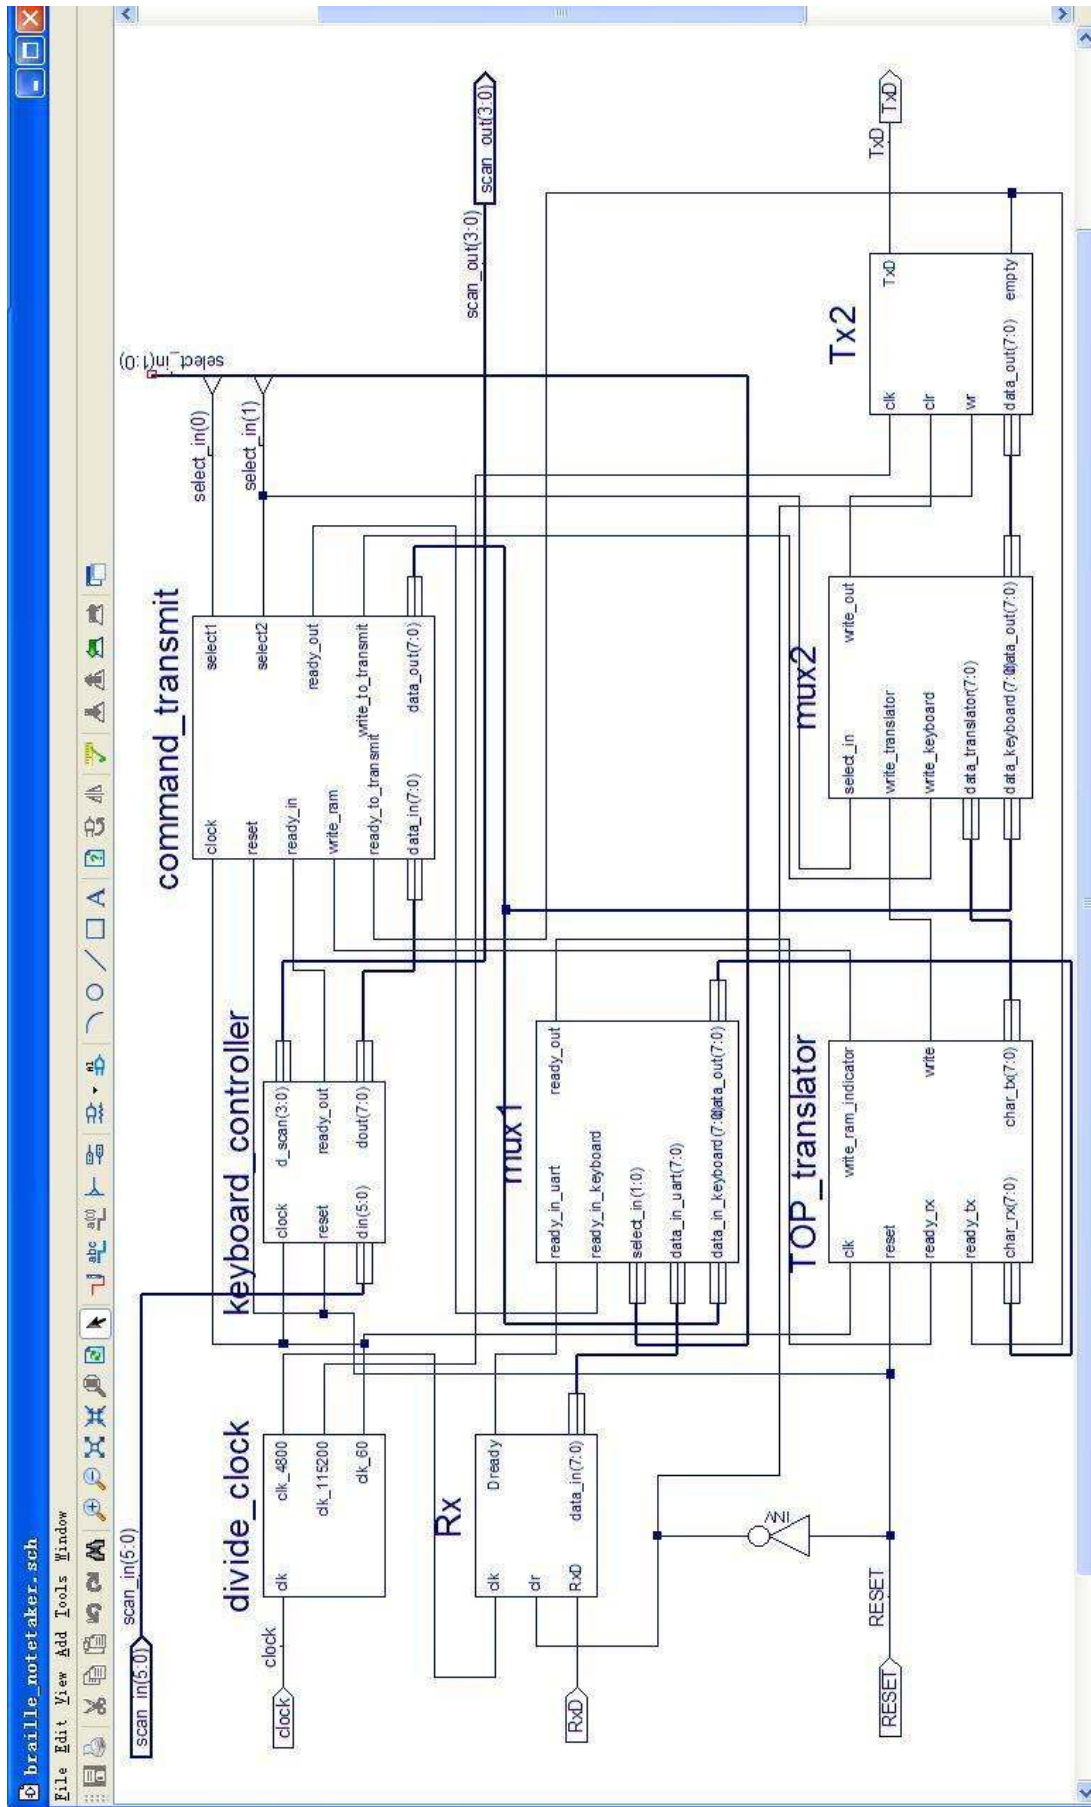 braille_notetaker.sch
File Edit View Add Tools Window
scan_in(5:0)
scan_in(5:0)
clock
clock
divide_clock
clk
clk_4800
clk_115200
clk_60
keyboard_controller
clock
reset
din(5:0)
d_scan(3:0)
ready_out
dout(7:0)
command_transmit
clock
reset
ready_in
write_ram
ready_to_transmit
data_in(7:0)
select1
select2
ready_out
write_to_transmit
data_out(7:0)
select_in(0)
select_in(1)
select_in(1:0)
scan_out(3:0)
scan_out(3:0)
RxD
Rx
clk
clr
RxD
Dready
data_in(7:0)
mux1
ready_in_uart
ready_in_keyboard
select_in(1:0)
data_in_uart(7:0)
data_in_keyboard(7:0)
ready_out
data_out(7:0)
RESET
RESET
INV
TOP_translator
clk
reset
ready_rx
ready_tx
char_rx(7:0)
write_ram_indicator
write
char_tx(7:0)
mux2
select_in
write_translator
write_keyboard
data_translator(7:0)
data_keyboard(7:0)
write_out
data_out(7:0)
Tx2
clk
clr
wr
data_out(7:0)
TxD
empty
TxD
TxD